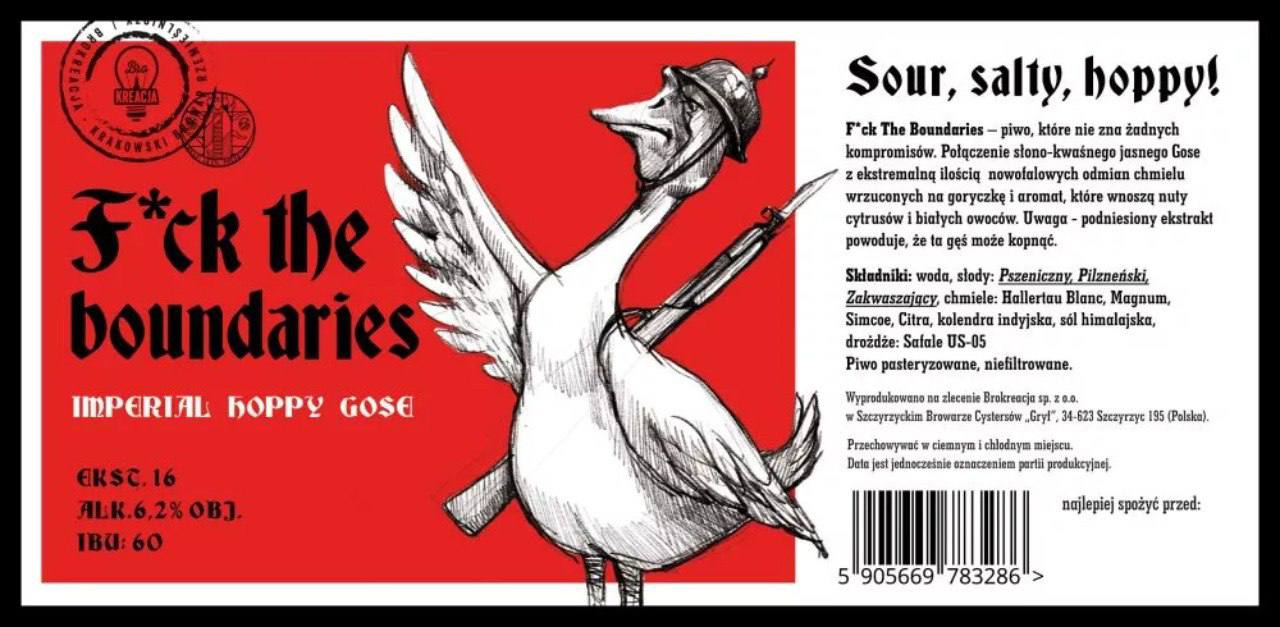 BROKREACJA · KRAKOWSKI BROWAR RZEMIEŚLNICZY |
Bro
KREACJA
F*ck the
boundaries
IMPERIAL HOPPY GOSE
EKST. 16
ALK.6,2% OBJ.
IBU: 60
Sour, salty, hoppy!
F*ck The Boundaries – piwo, które nie zna żadnych
kompromisów. Połączenie słono-kwaśnego jasnego Gose
z ekstremalną ilością nowofalowych odmian chmielu
wrzuconych na goryczkę i aromat, które wnoszą nuty
cytrusów i białych owoców. Uwaga - podniesiony ekstrakt
powoduje, że ta gęś może kopnąć.
Składniki: woda, słody: Pszeniczny, Pilzneński,
Zakwaszający, chmiele: Hallertau Blanc, Magnum,
Simcoe, Citra, kolendra indyjska, sól himalajska,
drożdże: Safale US-05
Piwo pasteryzowane, niefiltrowane.
Wyprodukowano na zlecenie Brokreacja sp. z o.o.
w Szczyrzyckim Browarze Cystersów „Gryf”, 34-623 Szczyrzyc 195 (Polska).
Przechowywać w ciemnym i chłodnym miejscu.
Data jest jednocześnie oznaczeniem partii produkcyjnej.
najlepiej spożyć przed:
5 905669 783286 >